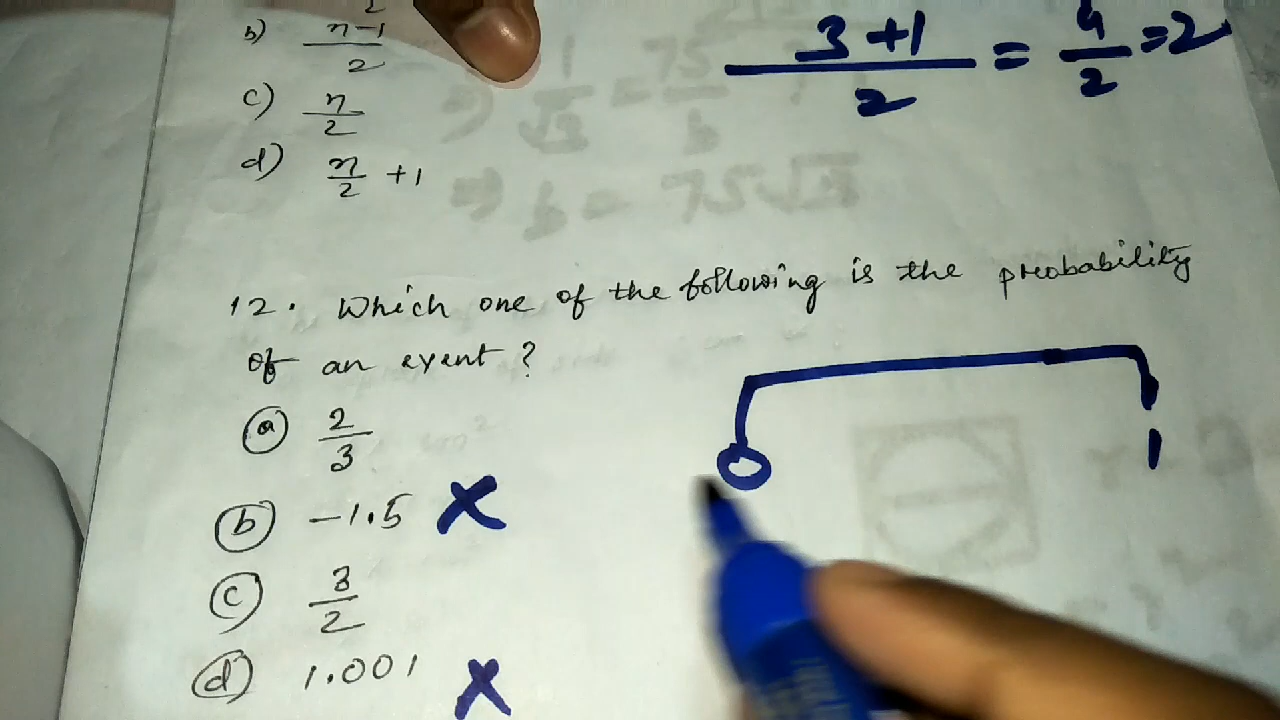 b) n-1/2
3+1/2 = 4/2 = 2
c) n/2
d) n/2 + 1
12. Which one of the following is the probability
of an event ?
(a) 2/3
(b) -1.5 X
(c) 3/2
(d) 1.001 X
0 1